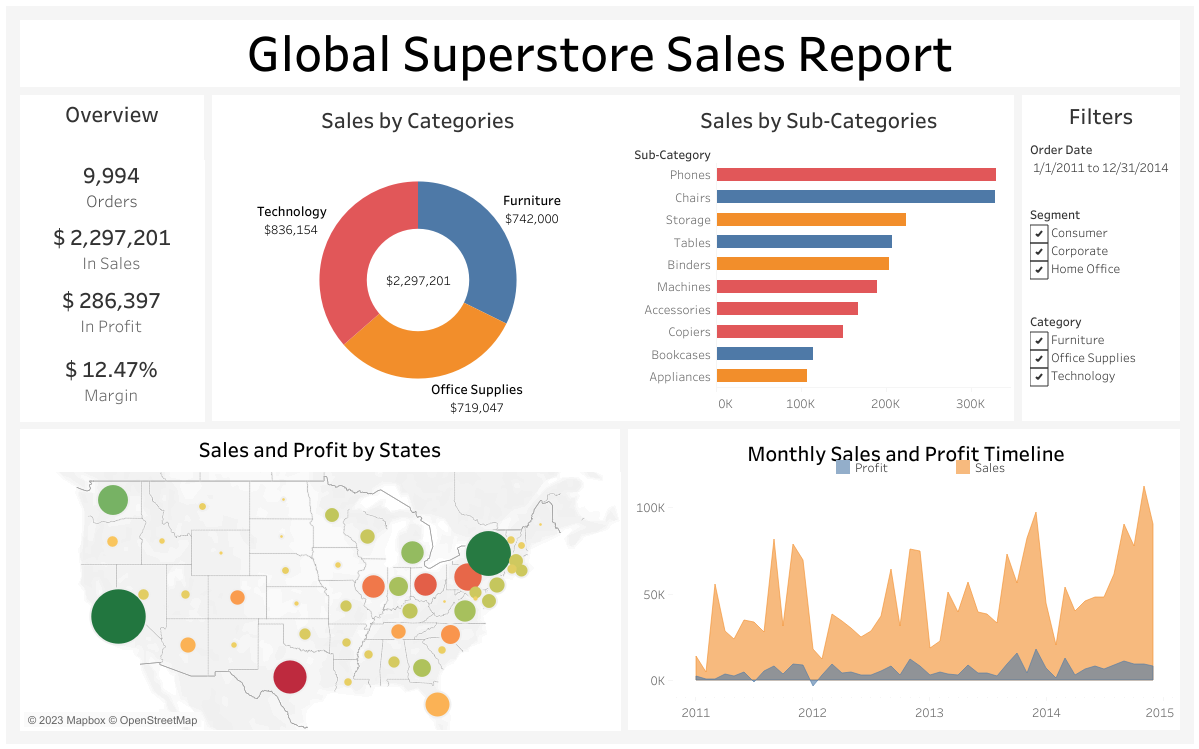 Global Superstore Sales Report
Overview
9,994
Orders
$ 2,297,201
In Sales
$ 286,397
In Profit
$ 12.47%
Margin
Sales by Categories
Technology
$836,154
Furniture
$742,000
$2,297,201
Office Supplies
$719,047
Sales by Sub-Categories
Sub-Category
Phones
Chairs
Storage
Tables
Binders
Machines
Accessories
Copiers
Bookcases
Appliances
0K 100K 200K 300K
Filters
Order Date
1/1/2011 to 12/31/2014
Segment
Consumer
Corporate
Home Office
Category
Furniture
Office Supplies
Technology
Sales and Profit by States
© 2023 Mapbox © OpenStreetMap
Monthly Sales and Profit Timeline
Profit Sales
100K
50K
0K
2011 2012 2013 2014 2015